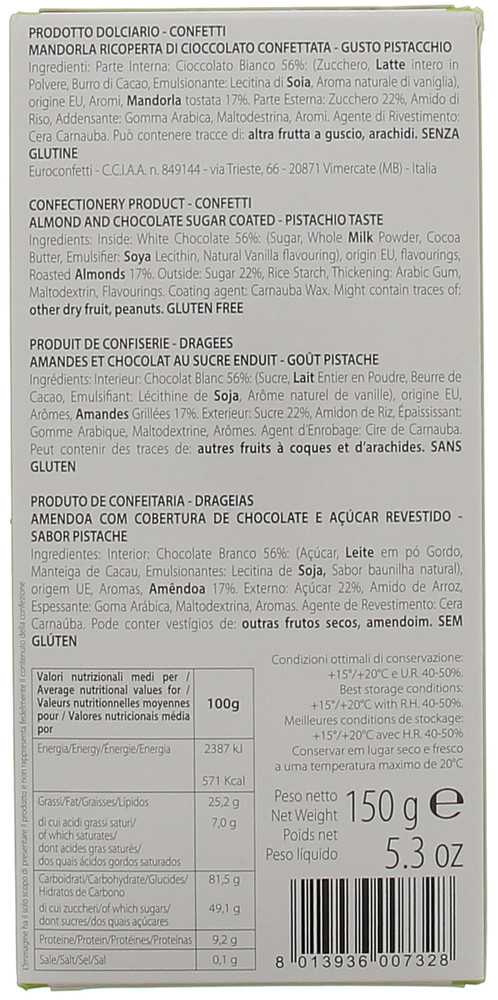 PRODOTTO DOLCIARIO - CONFETTI
MANDORLA RICOPERTA DI CIOCCOLATO CONFETTATA - GUSTO PISTACCHIO
Ingredienti: Parte Interna: Cioccolato Bianco 56%: (Zucchero, Latte intero in
Polvere, Burro di Cacao, Emulsionante: Lecitina di Soia, Aroma naturale di vaniglia),
origine EU, Aromi, Mandorla tostata 17%. Parte Esterna: Zucchero 22%, Amido di
Riso, Addensante: Gomma Arabica, Maltodestrina, Aromi. Agente di Rivestimento:
Cera Carnauba. Può contenere tracce di: altra frutta a guscio, arachidi. SENZA
GLUTINE
Euroconfetti - C.C.I.A.A. n. 849144 - via Trieste, 66 - 20871 Vimercate (MB) - Italia
CONFECTIONERY PRODUCT - CONFETTI
ALMOND AND CHOCOLATE SUGAR COATED - PISTACHIO TASTE
Ingredients: Inside: White Chocolate 56%: (Sugar, Whole Milk Powder, Cocoa
Butter, Emulsifier: Soya Lecithin, Natural Vanilla flavouring), origin EU, flavourings,
Roasted Almonds 17%. Outside: Sugar 22%, Rice Starch, Thickening: Arabic Gum,
Maltodextrin, Flavourings. Coating agent: Carnauba Wax. Might contain traces of:
other dry fruit, peanuts. GLUTEN FREE
PRODUIT DE CONFISERIE - DRAGEES
AMANDES ET CHOCOLAT AU SUCRE ENDUIT - GOÛT PISTACHE
Ingrédients: Interieur: Chocolat Blanc 56%: (Sucre, Lait Entier en Poudre, Beurre de
Cacao, Emulsifiant: Lécithine de Soja, Arôme naturel de vanille), origine EU,
Arômes, Amandes Grillées 17%. Exterieur: Sucre 22%, Amidon de Riz, Épaississant:
Gomme Arabique, Maltodextrine, Arômes. Agent d'Enrobage: Cire de Carnauba.
Peut contenir des traces de: autres fruits à coques et d'arachides. SANS
GLUTEN
PRODUTO DE CONFEITARIA - DRAGEIAS
AMENDOA COM COBERTURA DE CHOCOLATE E AÇÚCAR REVESTIDO -
SABOR PISTACHE
Ingredientes: Interior: Chocolate Branco 56%: (Açúcar, Leite em pó Gordo,
Manteiga de Cacau, Emulsionantes: Lecitina de Soja, Sabor baunilha natural),
origem UE, Aromas, Amêndoa 17%. Externo: Açúcar 22%, Amido de Arroz,
Espessante: Goma Arábica, Maltodextrina, Aromas. Agente de Revestimento: Cera
Carnaúba. Pode conter vestígios de: outras frutos secos, amendoim. SEM
GLÚTEN
L'immagine ha il solo scopo di presentare il prodotto e non rappresenta fedelmente il contenuto della confezione
Valori nutrizionali medi per /
Average nutritional values for /
Valeurs nutritionnelles moyennes
pour / Valores nutricionais média
por
100g
Energia/Energy/Énergie/Energia 2387 kJ
571 Kcal
Grassi/Fat/Graisses/Lipidos 25,2 g
di cui acidi grassi saturi/ 7,0 g
of which saturates/
dont acides gras saturés/
dos quais ácidos gordos saturados
Carboidrati/Carbohydrate/Glucides/ 81,5 g
Hidratos de Carbono
di cui zuccheri/of which sugars/ 49,1 g
dont sucres/dos quais açúcares
Proteine/Protein/Protéines/Proteinas 9,2 g
Sale/Salt/Sel/Sal 0,1 g
Condizioni ottimali di conservazione:
+15°/+20°C e U.R. 40-50%.
Best storage conditions:
+15°/+20°C with R.H. 40-50%.
Meilleures conditions de stockage:
+15°/+20°C avec H.R. 40-50%
Conservar em lugar seco e fresco
a uma temperatura maximo de 20°C
Peso netto
Net Weight
Poids net
Peso líquido
150 g e
5.3 oz
8 013936 007328